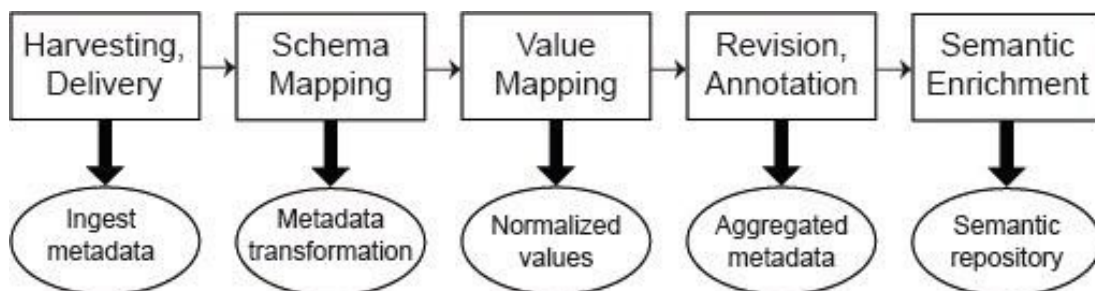 Harvesting,
Delivery
Schema
Mapping
Value
Mapping
Revision,
Annotation
Semantic
Enrichment
Ingest
metadata
Metadata
transformation
Normalized
values
Aggregated
metadata
Semantic
repository